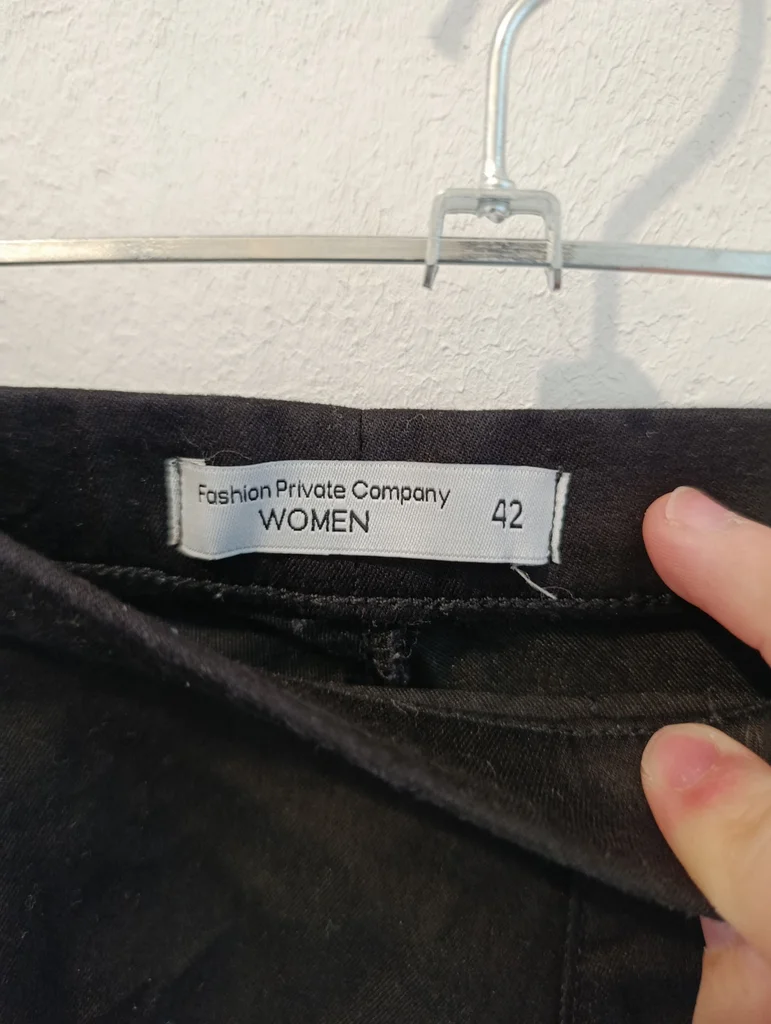 Fashion Private Company
WOMEN
42